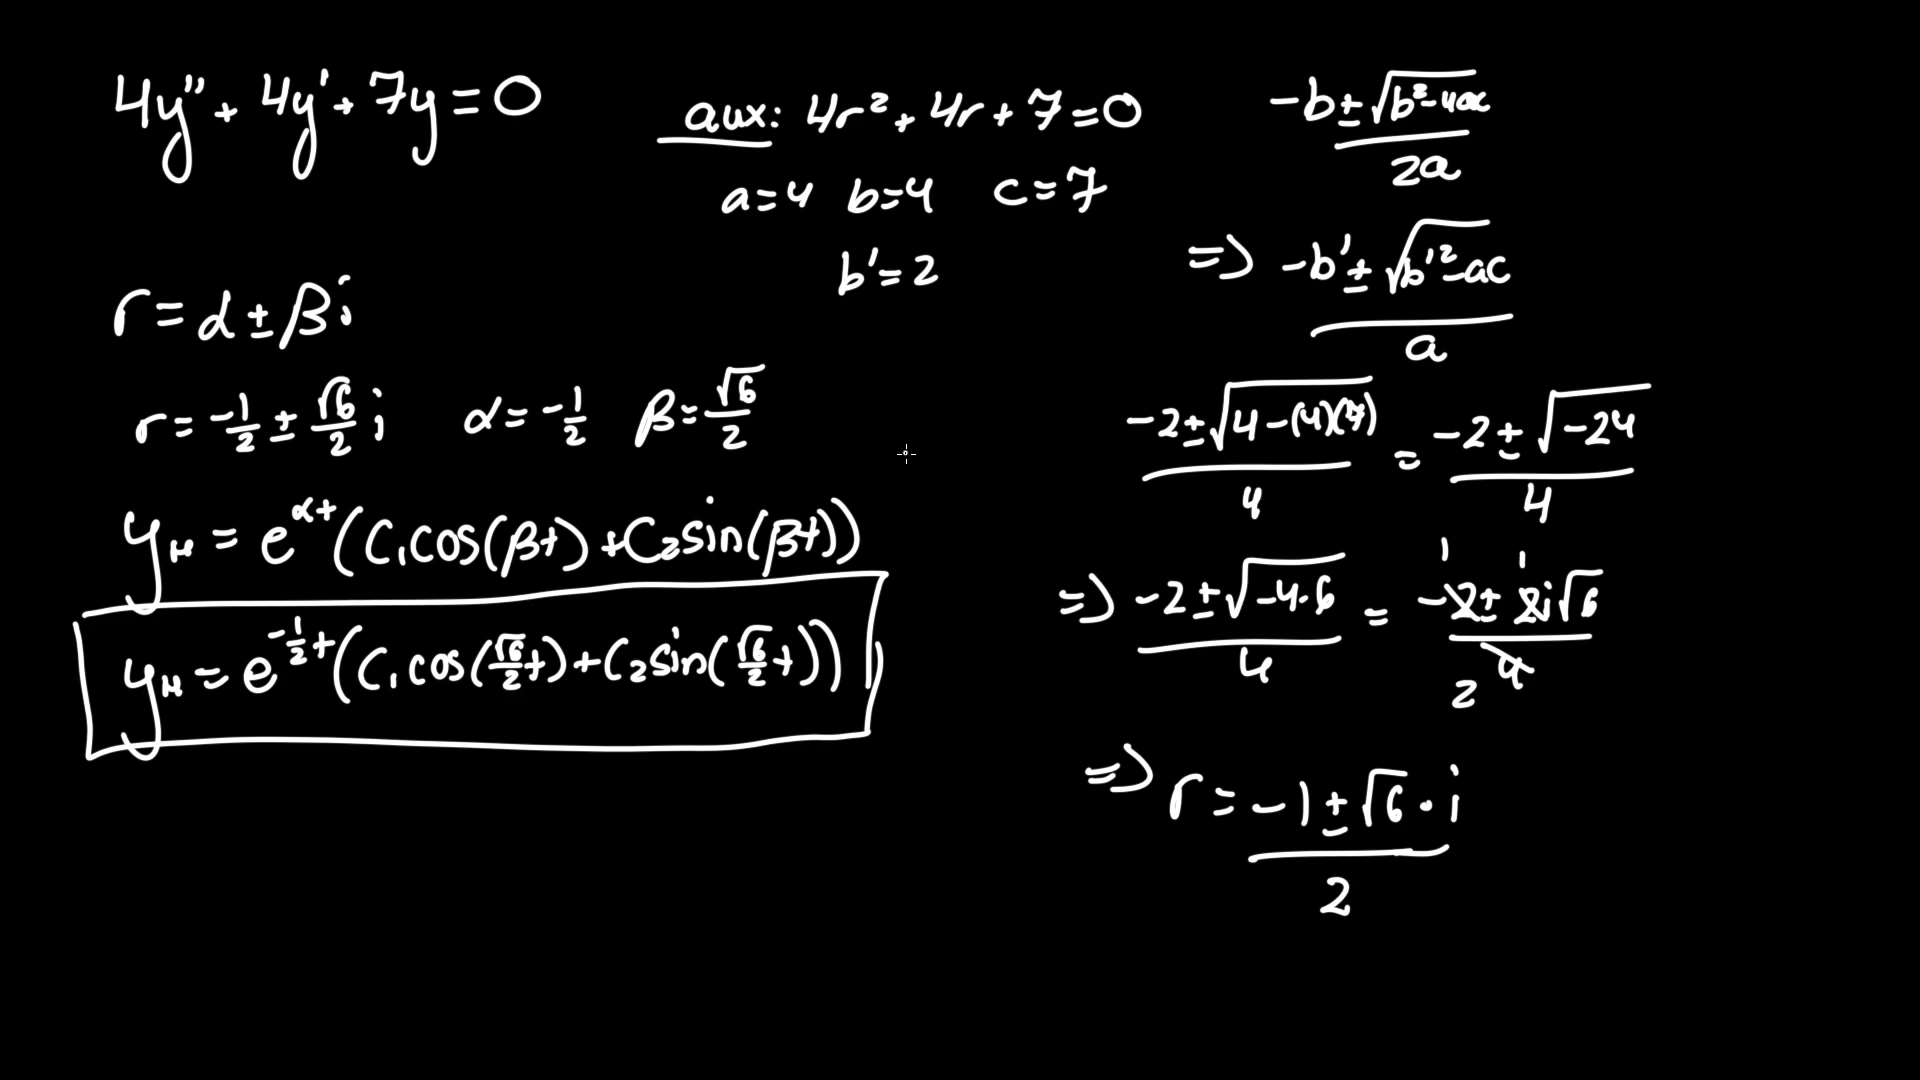 4y'' + 4y' + 7y = 0
aux: 4r² + 4r + 7 = 0
a = 4 b = 4 c = 7
b' = 2
r = α ± βi
r = -1/2 ± √6/2 i α = -1/2 β = √6/2
y_H = e^(αt) (C₁cos(βt) + C₂sin(βt))
y_H = e^(-1/2 t) (C₁cos(√6/2 t) + C₂sin(√6/2 t))
-b ± √(b² - 4ac) / 2a
=> -b' ± √(b'² - ac) / a
-2 ± √(4 - (4)(7)) / 4 = -2 ± √(-24) / 4
=> -2 ± √(-4·6) / 4 = -2 ± 2i√6 / 4
1 1
2
=> r = -1 ± √6 · i / 2